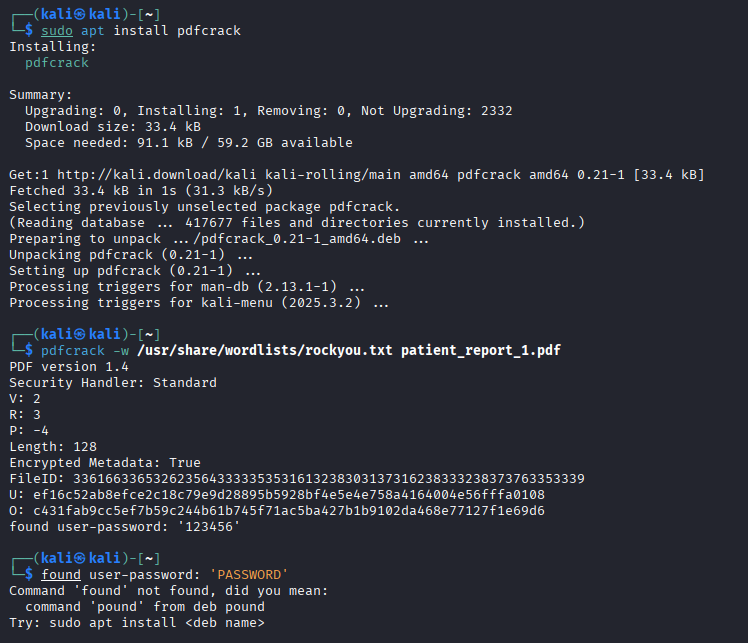 ┌──(kali㉿kali)-[~]
└─$ sudo apt install pdfcrack
Installing:
  pdfcrack

Summary:
  Upgrading: 0, Installing: 1, Removing: 0, Not Upgrading: 2332
  Download size: 33.4 kB
  Space needed: 91.1 kB / 59.2 GB available

Get:1 http://kali.download/kali kali-rolling/main amd64 pdfcrack amd64 0.21-1 [33.4 kB]
Fetched 33.4 kB in 1s (31.3 kB/s)
Selecting previously unselected package pdfcrack.
(Reading database ... 417677 files and directories currently installed.)
Preparing to unpack .../pdfcrack_0.21-1_amd64.deb ...
Unpacking pdfcrack (0.21-1) ...
Setting up pdfcrack (0.21-1) ...
Processing triggers for man-db (2.13.1-1) ...
Processing triggers for kali-menu (2025.3.2) ...

┌──(kali㉿kali)-[~]
└─$ pdfcrack -w /usr/share/wordlists/rockyou.txt patient_report_1.pdf
PDF version 1.4
Security Handler: Standard
V: 2
R: 3
P: -4
Length: 128
Encrypted Metadata: True
FileID: 33616633653262356433333535316132383031373162383332383737633​53339
U: ef16c52ab8efce2c18c79e9d28895b5928bf4e5e4e758a4164004e56fffa0108
O: c431fab9cc5ef7b59c244b61b745f71ac5ba427b1b9102da468e77127f1e69d6
found user-password: '123456'

┌──(kali㉿kali)-[~]
└─$ found user-password: 'PASSWORD'
Command 'found' not found, did you mean:
  command 'pound' from deb pound
Try: sudo apt install <deb name>